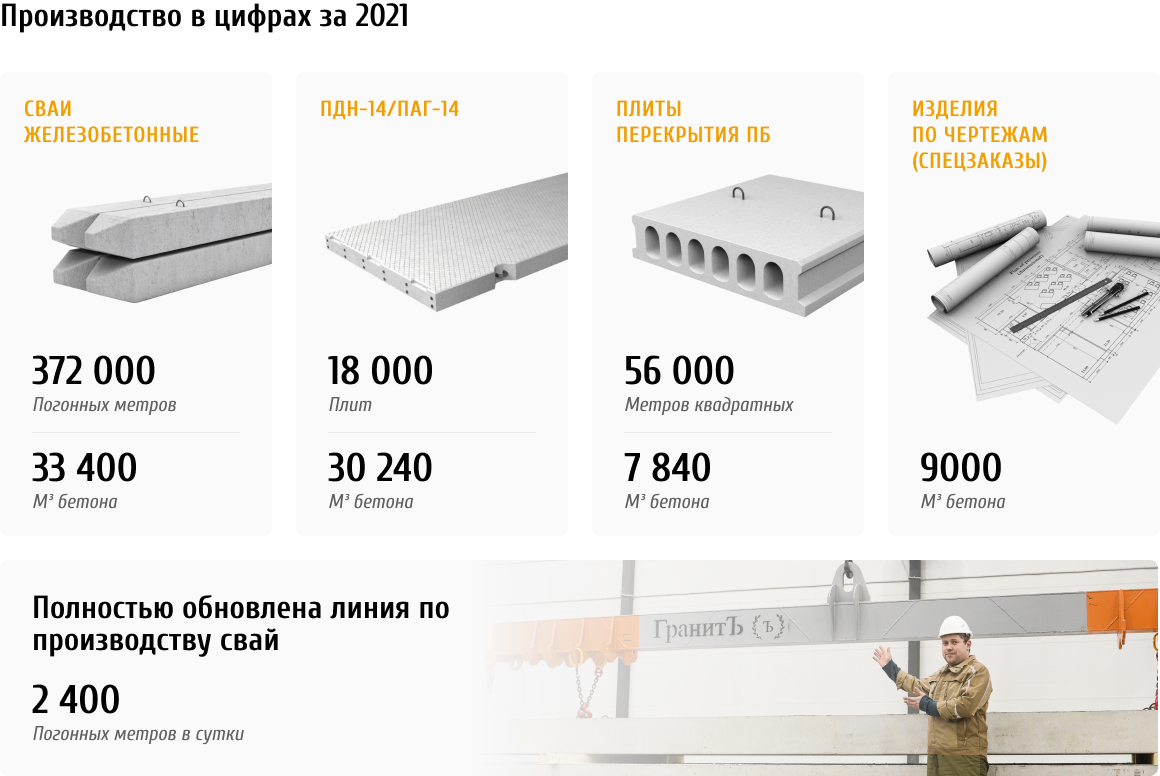 Производство в цифрах за 2021
СВАИ
ЖЕЛЕЗОБЕТОННЫЕ
372 000
Погонных метров
33 400
М³ бетона
ПДН-14/ПАГ-14
18 000
Плит
30 240
М³ бетона
ПЛИТЫ
ПЕРЕКРЫТИЯ ПБ
56 000
Метров квадратных
7 840
М³ бетона
ИЗДЕЛИЯ
ПО ЧЕРТЕЖАМ
(СПЕЦЗАКАЗЫ)
9000
М³ бетона
Полностью обновлена линия по
производству свай
2 400
Погонных метров в сутки
ГранитЪ Ъ